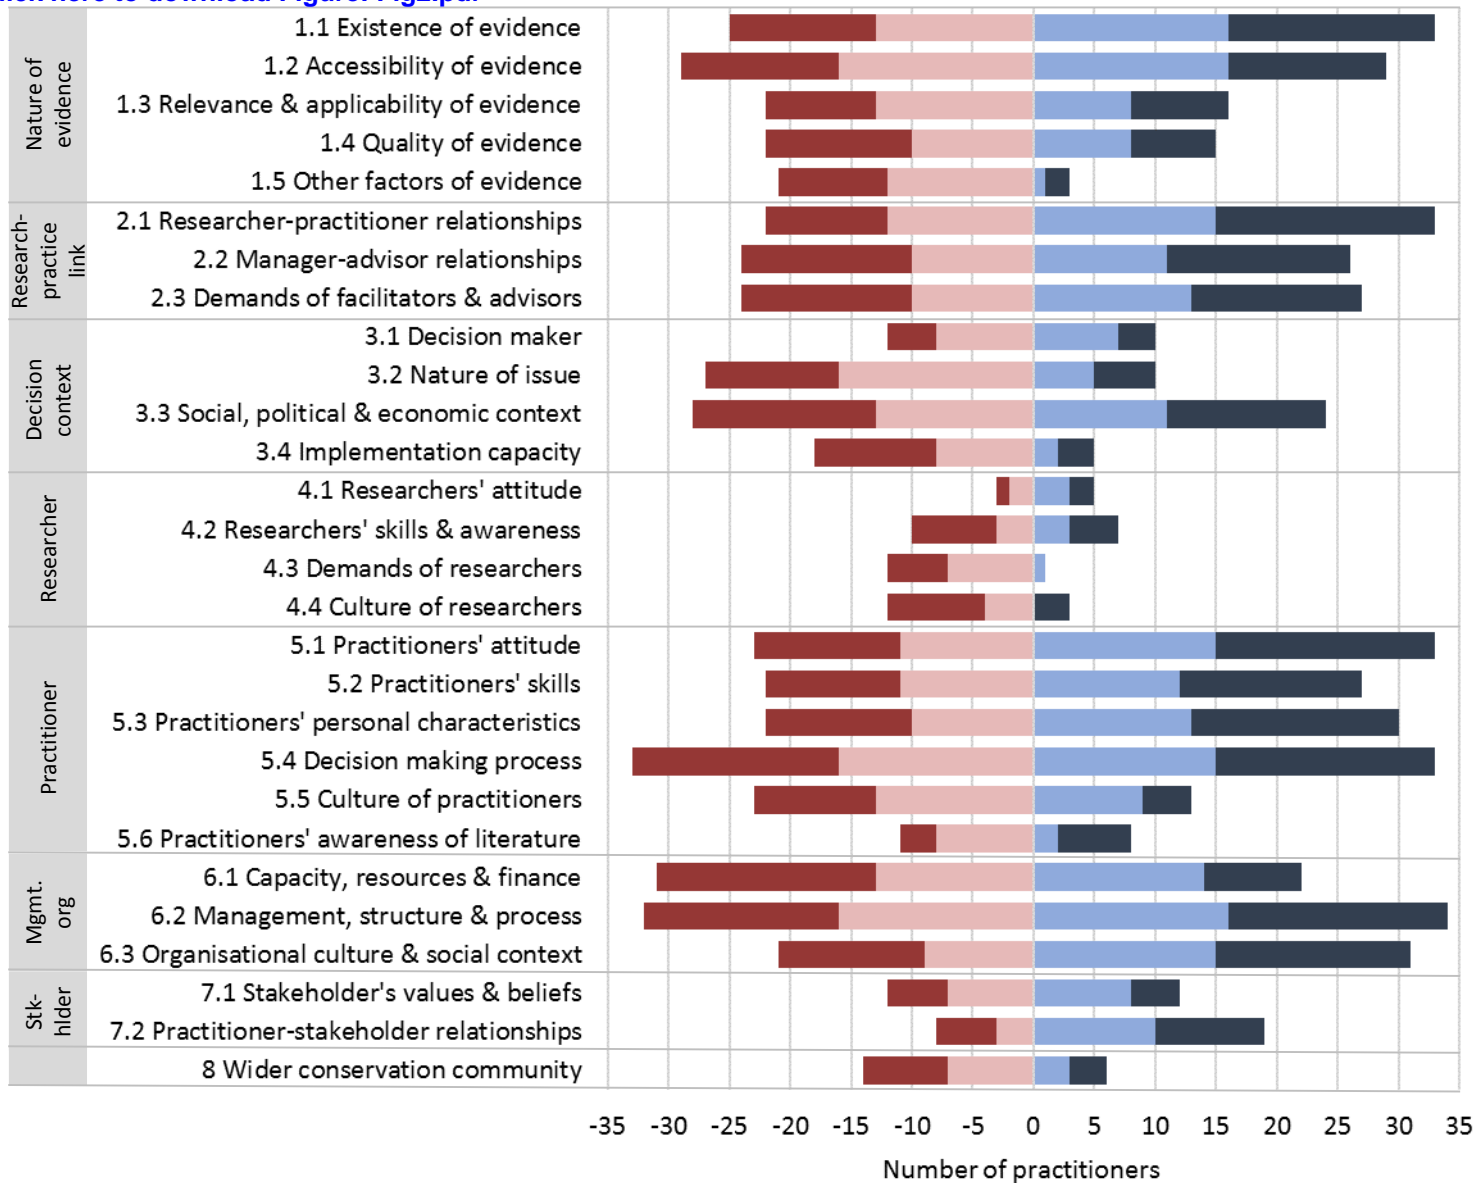 Nature of
evidence
1.1 Existence of evidence
1.2 Accessibility of evidence
1.3 Relevance & applicability of evidence
1.4 Quality of evidence
1.5 Other factors of evidence
Research-
practice
link
2.1 Researcher-practitioner relationships
2.2 Manager-advisor relationships
2.3 Demands of facilitators & advisors
Decision
context
3.1 Decision maker
3.2 Nature of issue
3.3 Social, political & economic context
3.4 Implementation capacity
Researcher
4.1 Researchers' attitude
4.2 Researchers' skills & awareness
4.3 Demands of researchers
4.4 Culture of researchers
Practitioner
5.1 Practitioners' attitude
5.2 Practitioners' skills
5.3 Practitioners' personal characteristics
5.4 Decision making process
5.5 Culture of practitioners
5.6 Practitioners' awareness of literature
Mgmt.
org
6.1 Capacity, resources & finance
6.2 Management, structure & process
6.3 Organisational culture & social context
Stk-
hlder
7.1 Stakeholder's values & beliefs
7.2 Practitioner-stakeholder relationships
8 Wider conservation community
-35 -30 -25 -20 -15 -10 -5 0 5 10 15 20 25 30 35
Number of practitioners